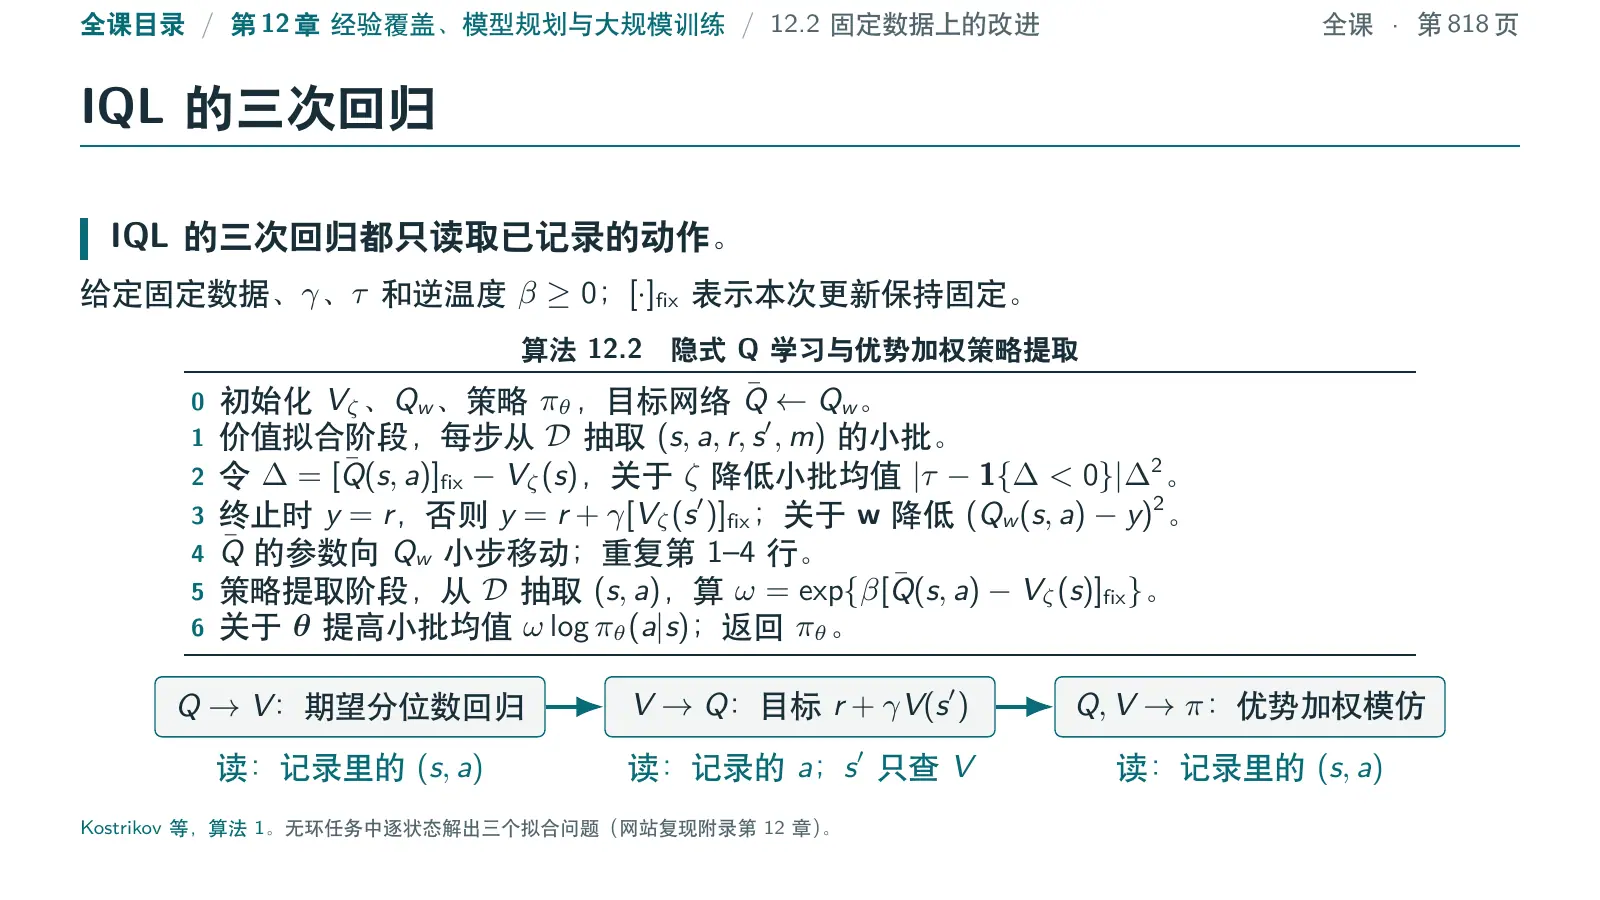 全课目录 / 第 12 章 经验覆盖、模型规划与大规模训练 / 12.2 固定数据上的改进 全课 · 第 818 页
IQL 的三次回归
IQL 的三次回归都只读取已记录的动作。
给定固定数据、γ、τ 和逆温度 β ≥ 0；[·]fix 表示本次更新保持固定。
算法 12.2 隐式 Q 学习与优势加权策略提取
0 初始化 Vζ、Qw、策略 πθ，目标网络 Q̄ ← Qw。
1 价值拟合阶段，每步从 𝒟 抽取 (s, a, r, s′, m) 的小批。
2 令 Δ = [Q̄(s, a)]fix − Vζ(s)，关于 ζ 降低小批均值 |τ − 1{Δ < 0}|Δ²。
3 终止时 y = r，否则 y = r + γ[Vζ(s′)]fix；关于 w 降低 (Qw(s, a) − y)²。
4 Q̄ 的参数向 Qw 小步移动；重复第 1–4 行。
5 策略提取阶段，从 𝒟 抽取 (s, a)，算 ω = exp{β[Q̄(s, a) − Vζ(s)]fix}。
6 关于 θ 提高小批均值 ω log πθ(a|s)；返回 πθ。
Q → V：期望分位数回归 V → Q：目标 r + γV(s′) Q, V → π：优势加权模仿
读：记录里的 (s, a) 读：记录的 a；s′ 只查 V 读：记录里的 (s, a)
Kostrikov 等，算法 1。无环任务中逐状态解出三个拟合问题（网站复现附录第 12 章）。